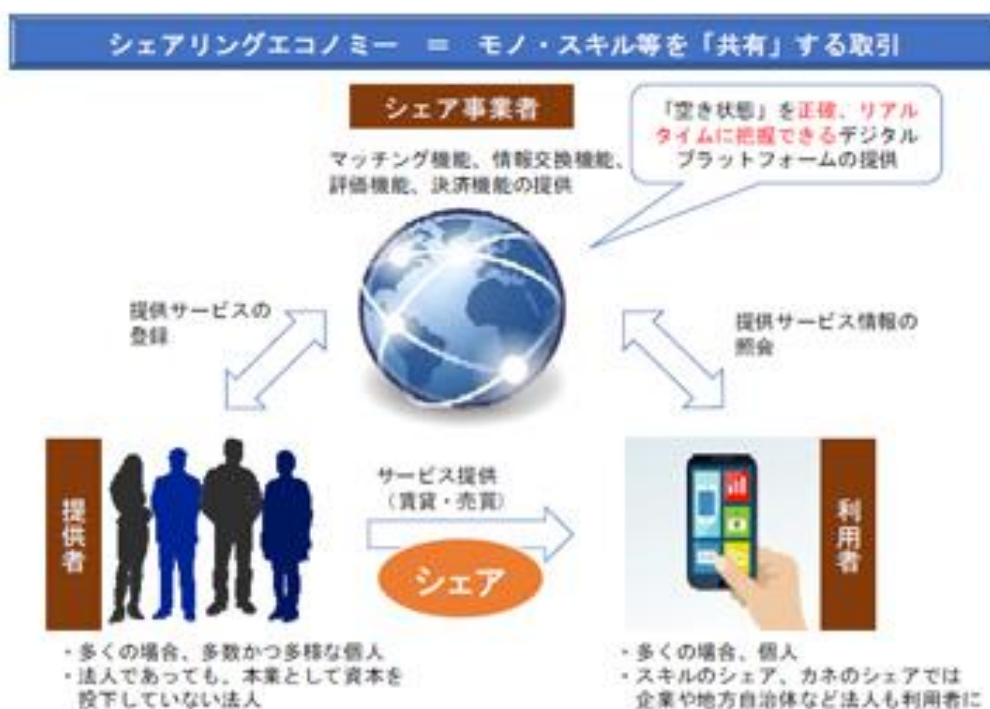 シェアリングエコノミー ＝ モノ・スキル等を「共有」する取引
シェア事業者
マッチング機能、情報交換機能、
評価機能、決済機能の提供
「空き状態」を正確、リアル
タイムに把握できるデジタル
プラットフォームの提供
提供サービスの
登録
提供サービス情報の
照会
提供者
サービス提供
（賃貸・売買）
シェア
利用者
・多くの場合、多数かつ多様な個人
・法人であっても、本業として資本を
投下していない法人
・多くの場合、個人
・スキルのシェア、カネのシェアでは
企業や地方自治体など法人も利用者に